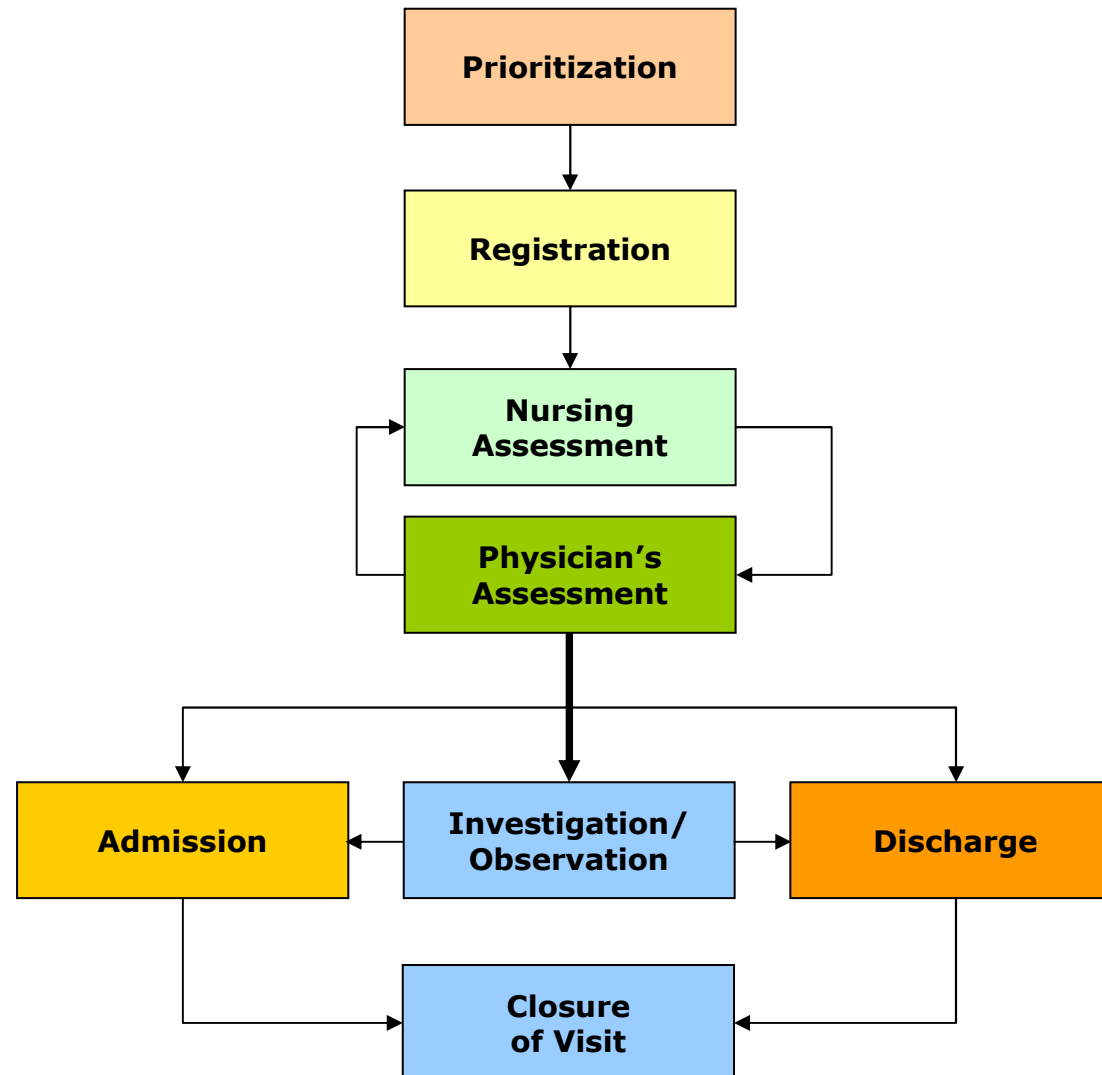 Prioritization
Registration
Nursing
Assessment
Physician’s
Assessment
Admission
Investigation/
Observation
Discharge
Closure
of Visit